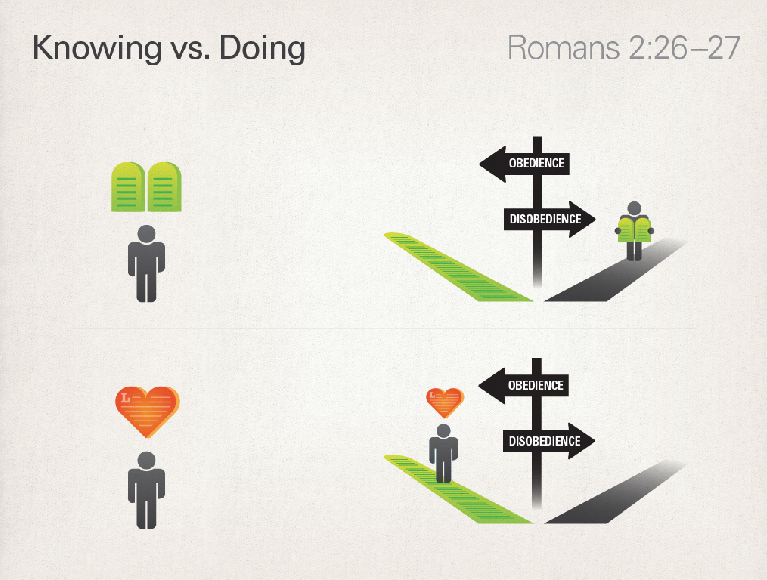 Knowing vs. Doing
Romans 2:26–27
OBEDIENCE
DISOBEDIENCE
L
OBEDIENCE
DISOBEDIENCE